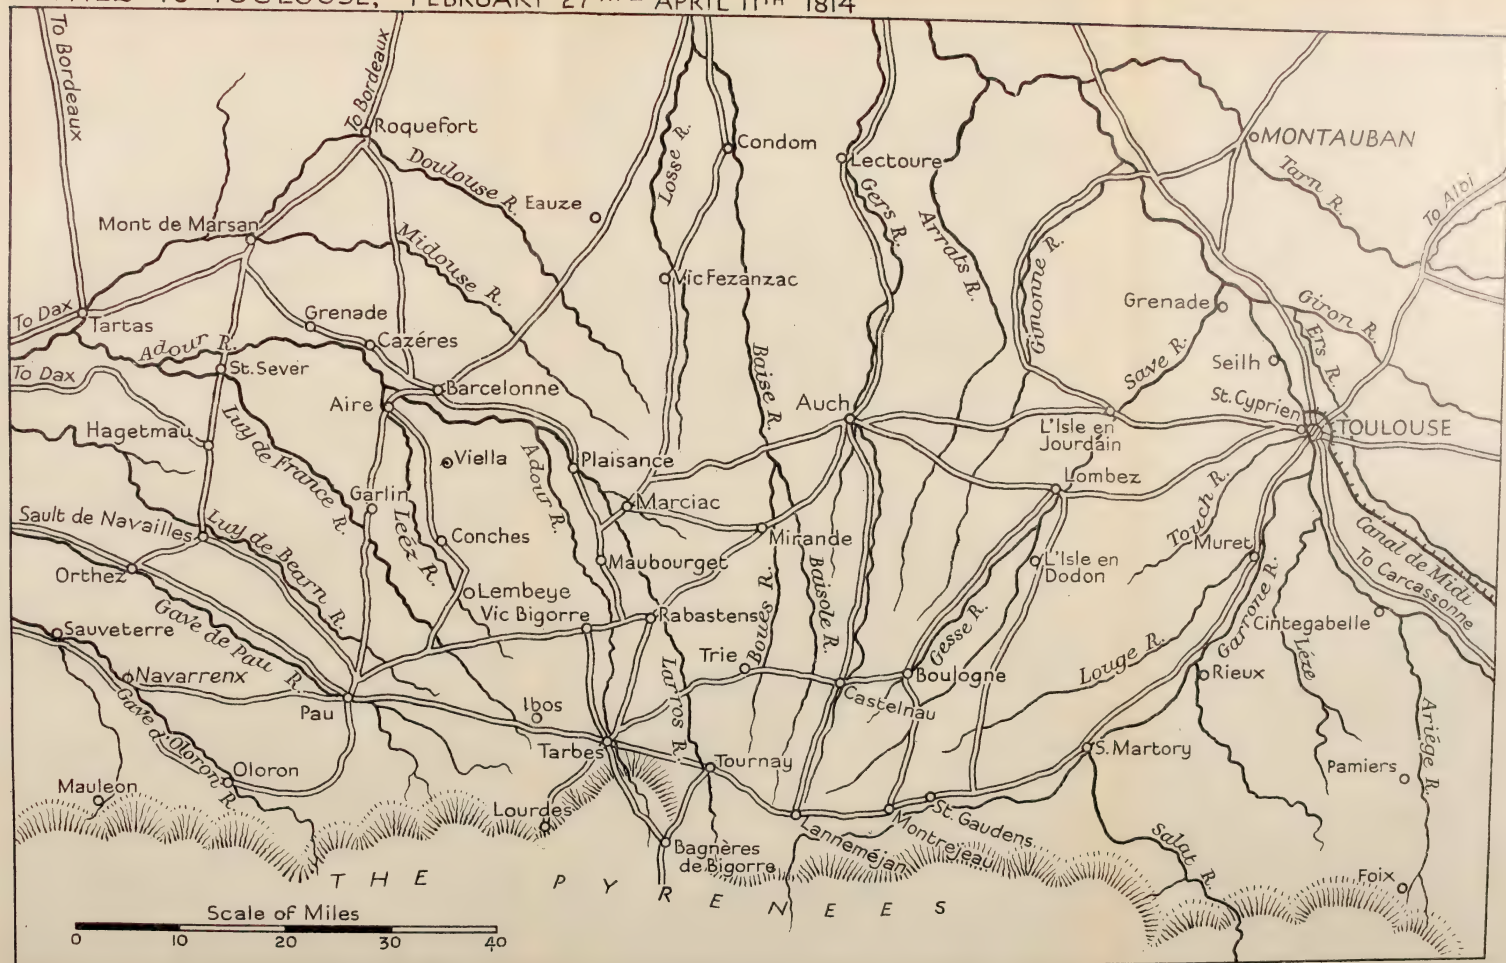 TO TOULOUSE, FEBRUARY 27TH – APRIL 11TH 1814
To Bordeaux
To Bordeaux
Roquefort
Doulouse R.
Eauze
Losse R.
Condom
Lectoure
Gers R.
Arrats R.
MONTAUBAN
Tarn R.
To Albi
Mont de Marsan
Midouse R.
Vic Fezanzac
Gimonne R.
Grenade
Giron R.
Ers R.
To Dax
Tartas
Grenade
Cazéres
Adour R.
St. Sever
To Dax
Baise R.
Save R.
Seilh
St. Cyprien
TOULOUSE
Barcelonne
Aire
Auch
L'Isle en
Jourdain
Hagetmau
Luy de France R.
Viella
Adour R.
Plaisance
Lombez
Garlin
Leéz R.
Marciac
Touch R.
Sault de Navailles
Luy de Bearn R.
Conches
Mirande
Muret
Canal de Midi
To Carcassonne
Orthez
Maubourget
Baisole R.
L'Isle en
Dodon
Lembeye
Vic Bigorre
Rabastens
Boues R.
Gesse R.
Garrone R.
Cintegabelle
Léze
Sauveterre
Gave de Pau R.
Trie
Louge R.
Navarrenx
Larros R.
Boulogne
Rieux
Pau
Ibos
Castelnau
Ariége R.
Gave d'Oloron R.
Tarbes
Tournay
S. Martory
Oloron
Pamiers
Mauleon
Lourdes
Lanneméjan
Montrejeau
St. Gaudens
Salat R.
Bagnères
de Bigorre
Foix
THE PYRENEES
Scale of Miles
0 10 20 30 40